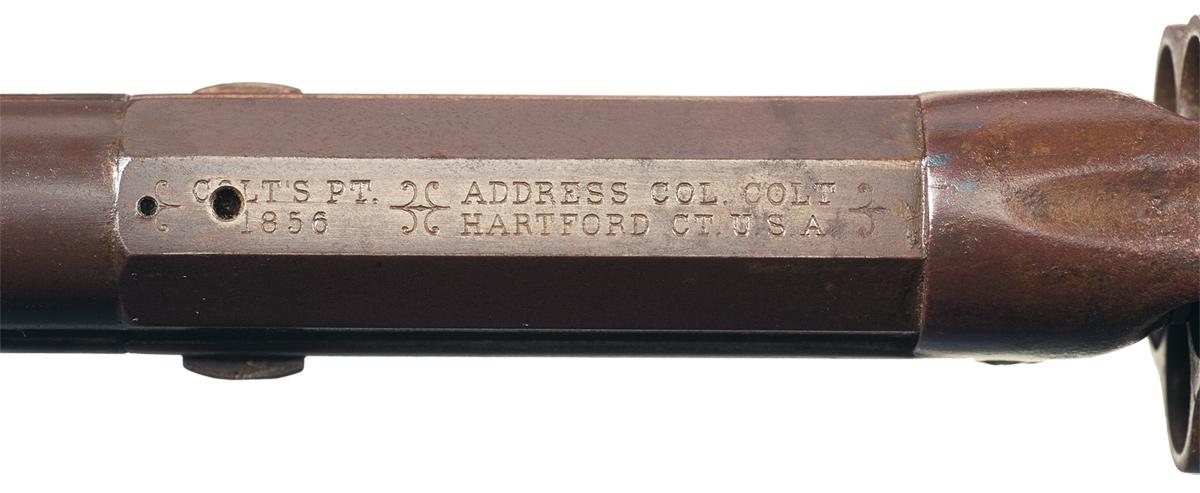 COLT'S PT.
1856
ADDRESS COL. COLT
HARTFORD CT. U S A